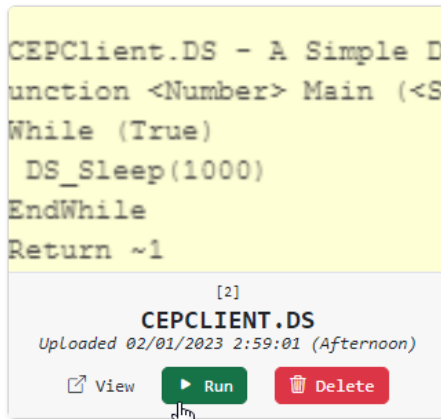 CEPClient.DS - A Simple D
unction <Number> Main (<S
While (True)
DS_Sleep(1000)
EndWhile
Return ~1
[2]
CEPCLIENT.DS
Uploaded 02/01/2023 2:59:01 (Afternoon)
View Run Delete